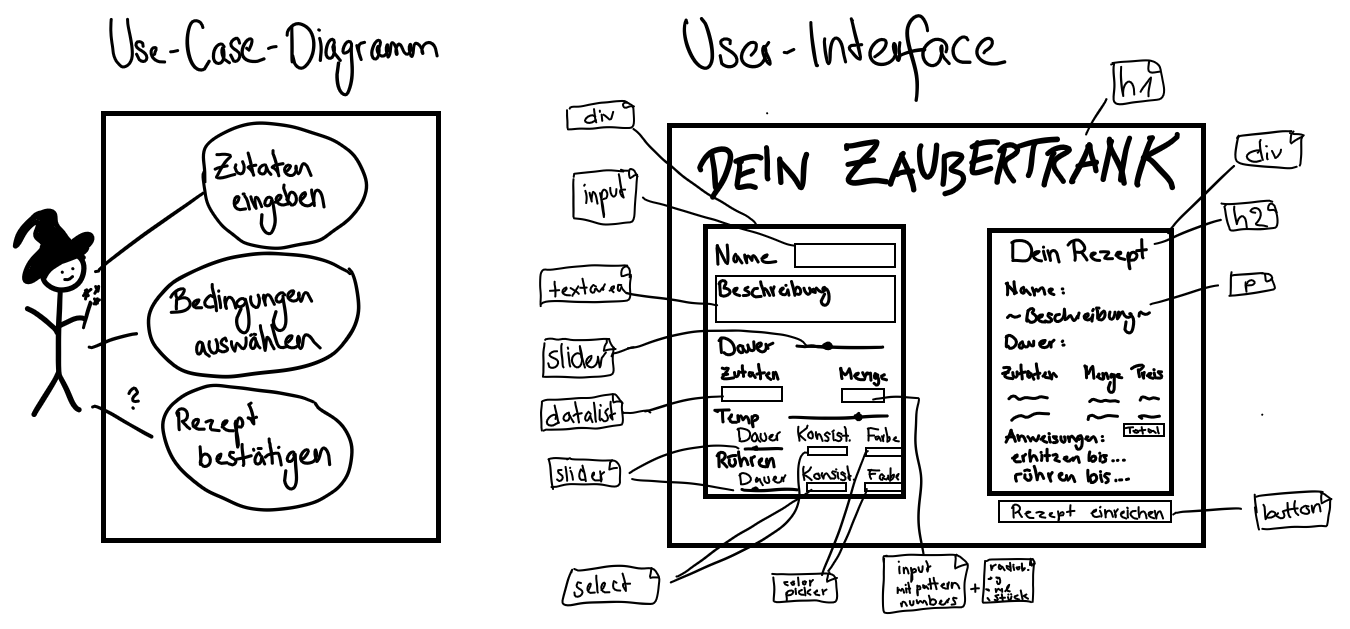 Use-Case-Diagramm
Zutaten
eingeben
Bedingungen
auswählen
?
Rezept
bestätigen
User-Interface
h1
div
input
textarea
slider
datalist
slider
select
color
picker
input
mit pattern
numbers
+
radiob.
- g
- ml
- stück
div
h2
p
button
DEIN ZAUBERTRANK
Name
Beschreibung
Dauer
Zutaten Menge
Temp
Dauer Konsist. Farbe
Rühren
Dauer Konsist. Farbe
Dein Rezept
Name:
~Beschreibung~
Dauer:
Zutaten Menge Preis
Total
Anweisungen:
erhitzen bis...
rühren bis...
Rezept einreichen